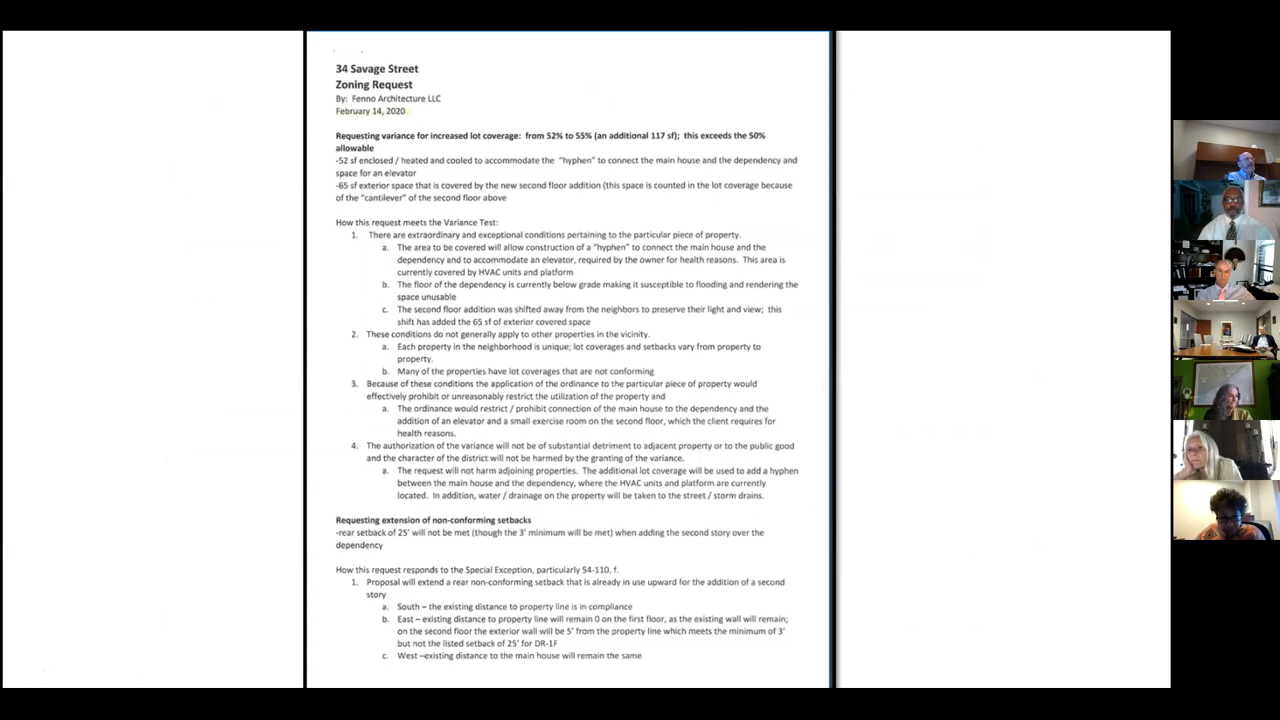 34 Savage Street
Zoning Request
By: Fenno Architecture LLC
February 14, 2020
Requesting variance for increased lot coverage: from 52% to 55% (an additional 117 sf); this exceeds the 50%
allowable
-52 sf enclosed / heated and cooled to accommodate the "hyphen" to connect the main house and the dependency and
space for an elevator
-65 sf exterior space that is covered by the new second floor addition (this space is counted in the lot coverage because
of the "cantilever" of the second floor above
How this request meets the Variance Test:
1. There are extraordinary and exceptional conditions pertaining to the particular piece of property.
a. The area to be covered will allow construction of a "hyphen" to connect the main house and the
dependency and to accommodate an elevator, required by the owner for health reasons. This area is
currently covered by HVAC units and platform
b. The floor of the dependency is currently below grade making it susceptible to flooding and rendering the
space unusable
c. The second floor addition was shifted away from the neighbors to preserve their light and view; this
shift has added the 65 sf of exterior covered space
2. These conditions do not generally apply to other properties in the vicinity.
a. Each property in the neighborhood is unique; lot coverages and setbacks vary from property to
property.
b. Many of the properties have lot coverages that are not conforming
3. Because of these conditions the application of the ordinance to the particular piece of property would
effectively prohibit or unreasonably restrict the utilization of the property and
a. The ordinance would restrict / prohibit connection of the main house to the dependency and the
addition of an elevator and a small exercise room on the second floor, which the client requires for
health reasons.
4. The authorization of the variance will not be of substantial detriment to adjacent property or to the public good
and the character of the district will not be harmed by the granting of the variance.
a. The request will not harm adjoining properties. The additional lot coverage will be used to add a hyphen
between the main house and the dependency, where the HVAC units and platform are currently
located. In addition, water / drainage on the property will be taken to the street / storm drains.
Requesting extension of non-conforming setbacks
-rear setback of 25' will not be met (though the 3' minimum will be met) when adding the second story over the
dependency
How this request responds to the Special Exception, particularly 54-110, f.
1. Proposal will extend a rear non-conforming setback that is already in use upward for the addition of a second
story
a. South – the existing distance to property line is in compliance
b. East – existing distance to property line will remain 0 on the first floor, as the existing wall will remain;
on the second floor the exterior wall will be 5' from the property line which meets the minimum of 3'
but not the listed setback of 25' for DR-1F
c. West –existing distance to the main house will remain the same